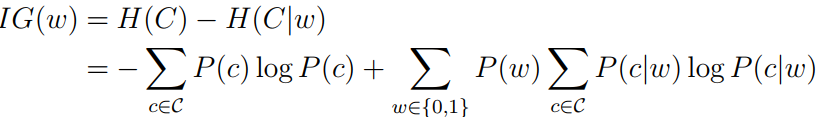 IG(w) = H(C) − H(C|w)
= − ∑_{c∈𝒞} P(c) log P(c) + ∑_{w∈{0,1}} P(w) ∑_{c∈𝒞} P(c|w) log P(c|w)